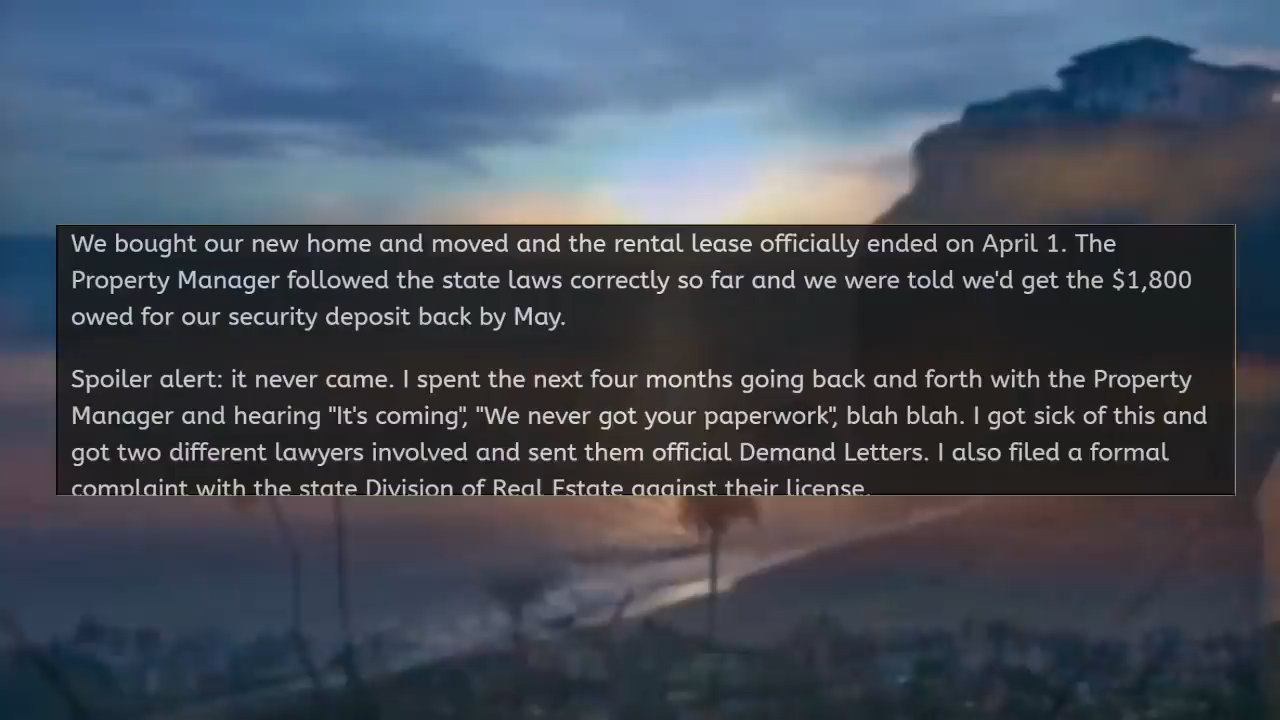 We bought our new home and moved and the rental lease officially ended on April 1. The
Property Manager followed the state laws correctly so far and we were told we'd get the $1,800
owed for our security deposit back by May.
Spoiler alert: it never came. I spent the next four months going back and forth with the Property
Manager and hearing "It's coming", "We never got your paperwork", blah blah. I got sick of this and
got two different lawyers involved and sent them official Demand Letters. I also filed a formal
complaint with the state Division of Real Estate against their license.